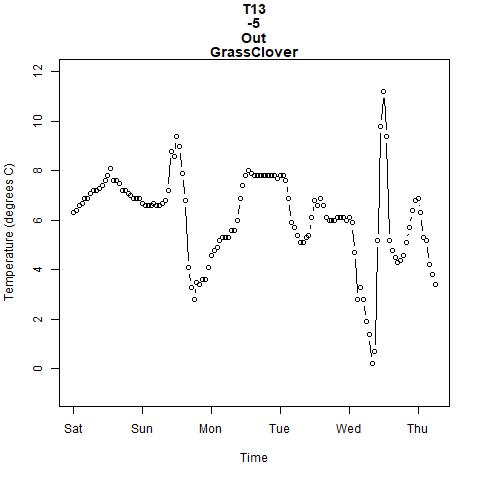 T13
-5
Out
GrassClover
Temperature (degrees C)
12
10
8
6
4
2
0
Sat Sun Mon Tue Wed Thu
Time